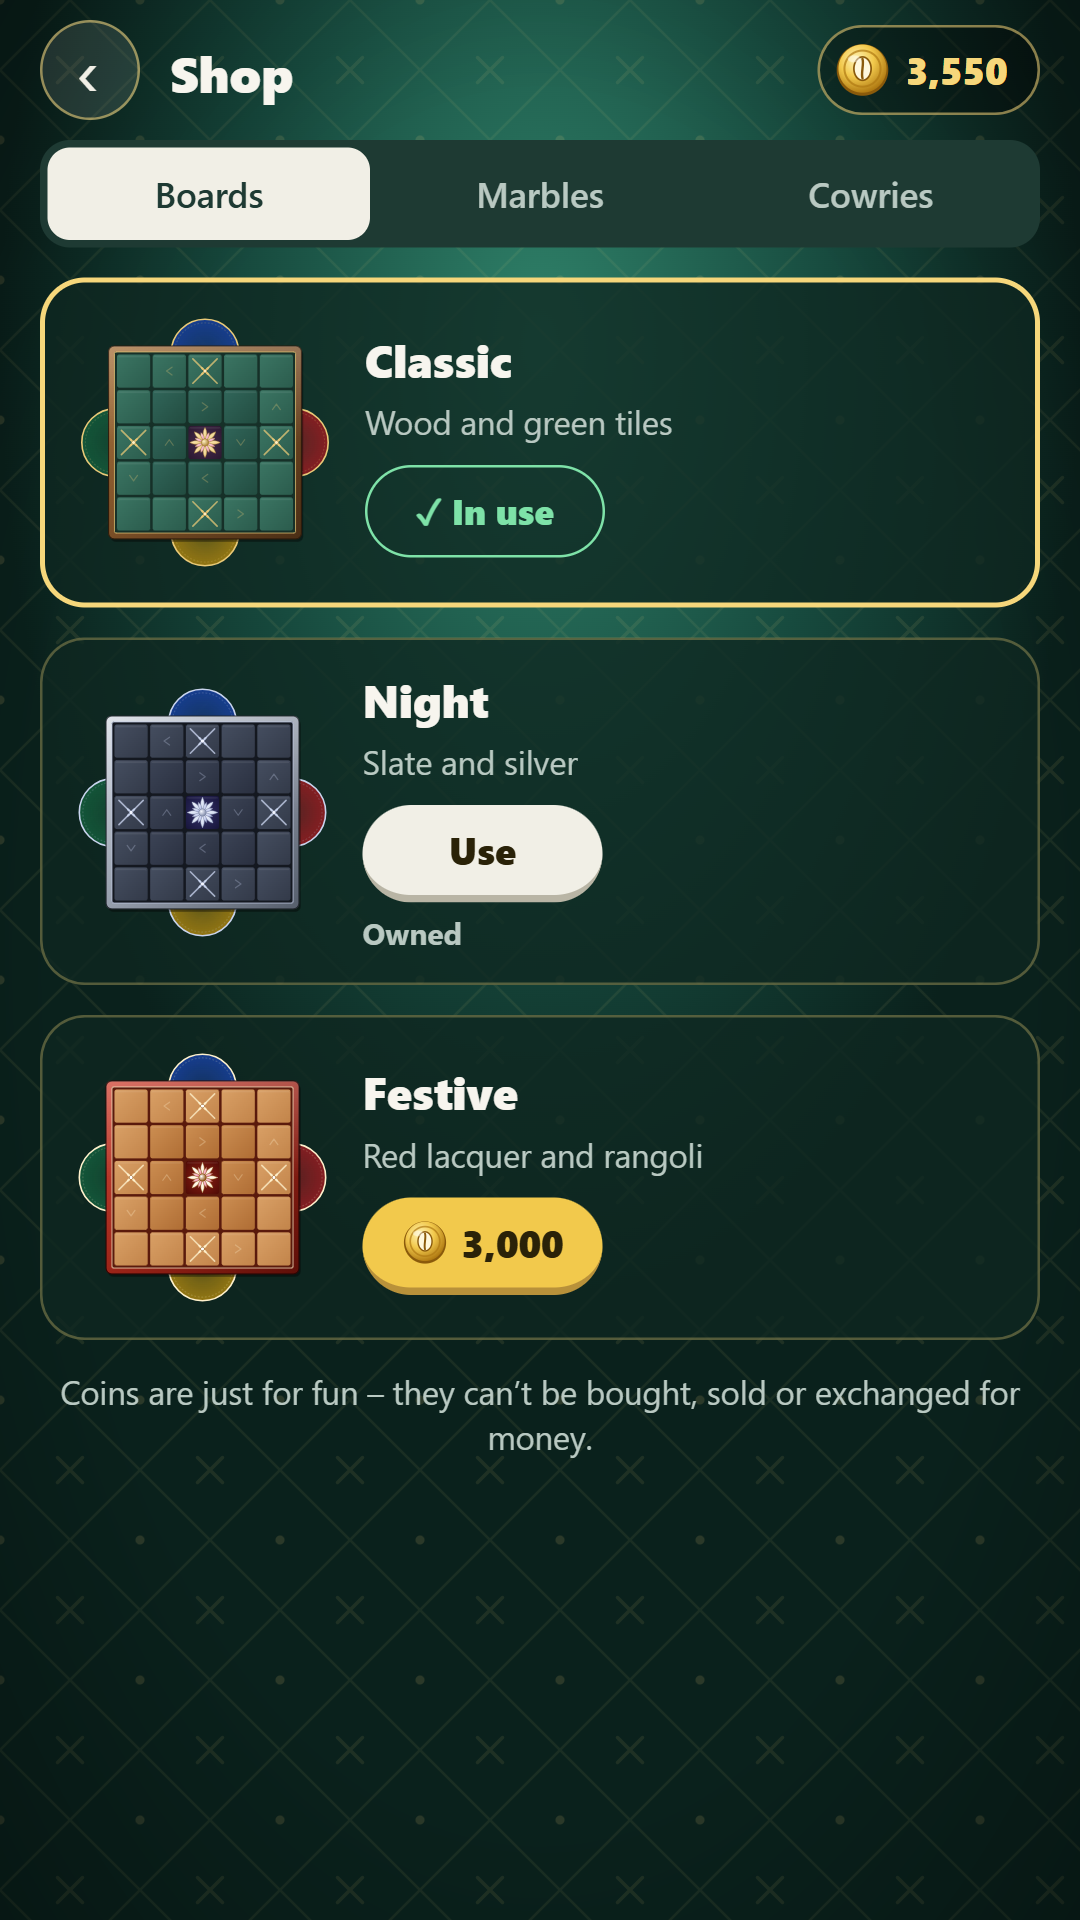 Shop
3,550
Boards
Marbles
Cowries
Classic
Wood and green tiles
✓ In use
Night
Slate and silver
Use
Owned
Festive
Red lacquer and rangoli
3,000
Coins are just for fun – they can’t be bought, sold or exchanged for
money.